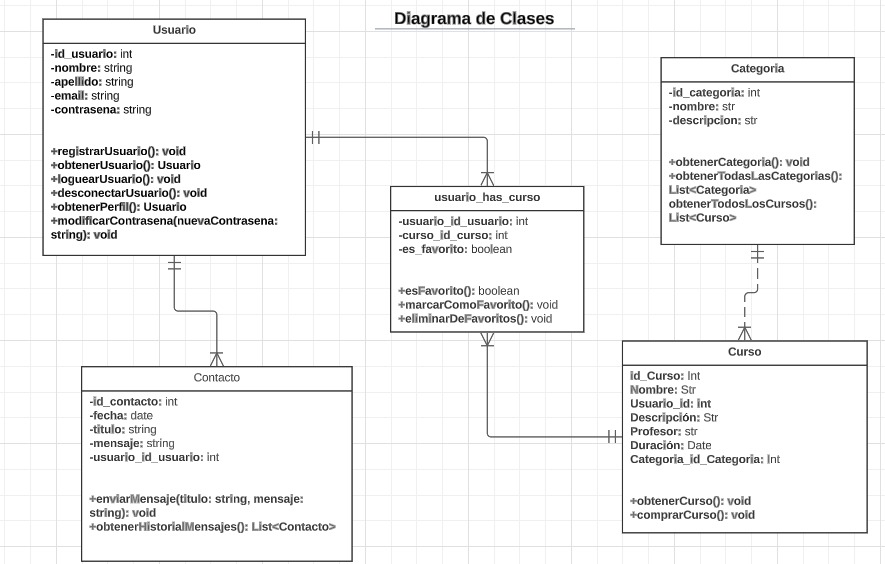 Diagrama de Clases
Usuario
-id_usuario: int
-nombre: string
-apellido: string
-email: string
-contrasena: string
+registrarUsuario(): void
+obtenerUsuario(): Usuario
+loguearUsuario(): void
+desconectarUsuario(): void
+obtenerPerfil(): Usuario
+modificarContrasena(nuevaContrasena:
string): void
Categoria
-id_categoria: int
-nombre: str
-descripcion: str
+obtenerCategoria(): void
+obtenerTodasLasCategorias():
List<Categoria>
obtenerTodosLosCursos():
List<Curso>
usuario_has_curso
-usuario_id_usuario: int
-curso_id_curso: int
-es_favorito: boolean
+esFavorito(): boolean
+marcarComoFavorito(): void
+eliminarDeFavoritos(): void
Contacto
-id_contacto: int
-fecha: date
-titulo: string
-mensaje: string
-usuario_id_usuario: int
+enviarMensaje(titulo: string, mensaje:
string): void
+obtenerHistorialMensajes(): List<Contacto>
Curso
id_Curso: Int
Nombre: Str
Usuario_id: int
Descripción: Str
Profesor: str
Duración: Date
Categoria_id_Categoria: Int
+obtenerCurso(): void
+comprarCurso(): void